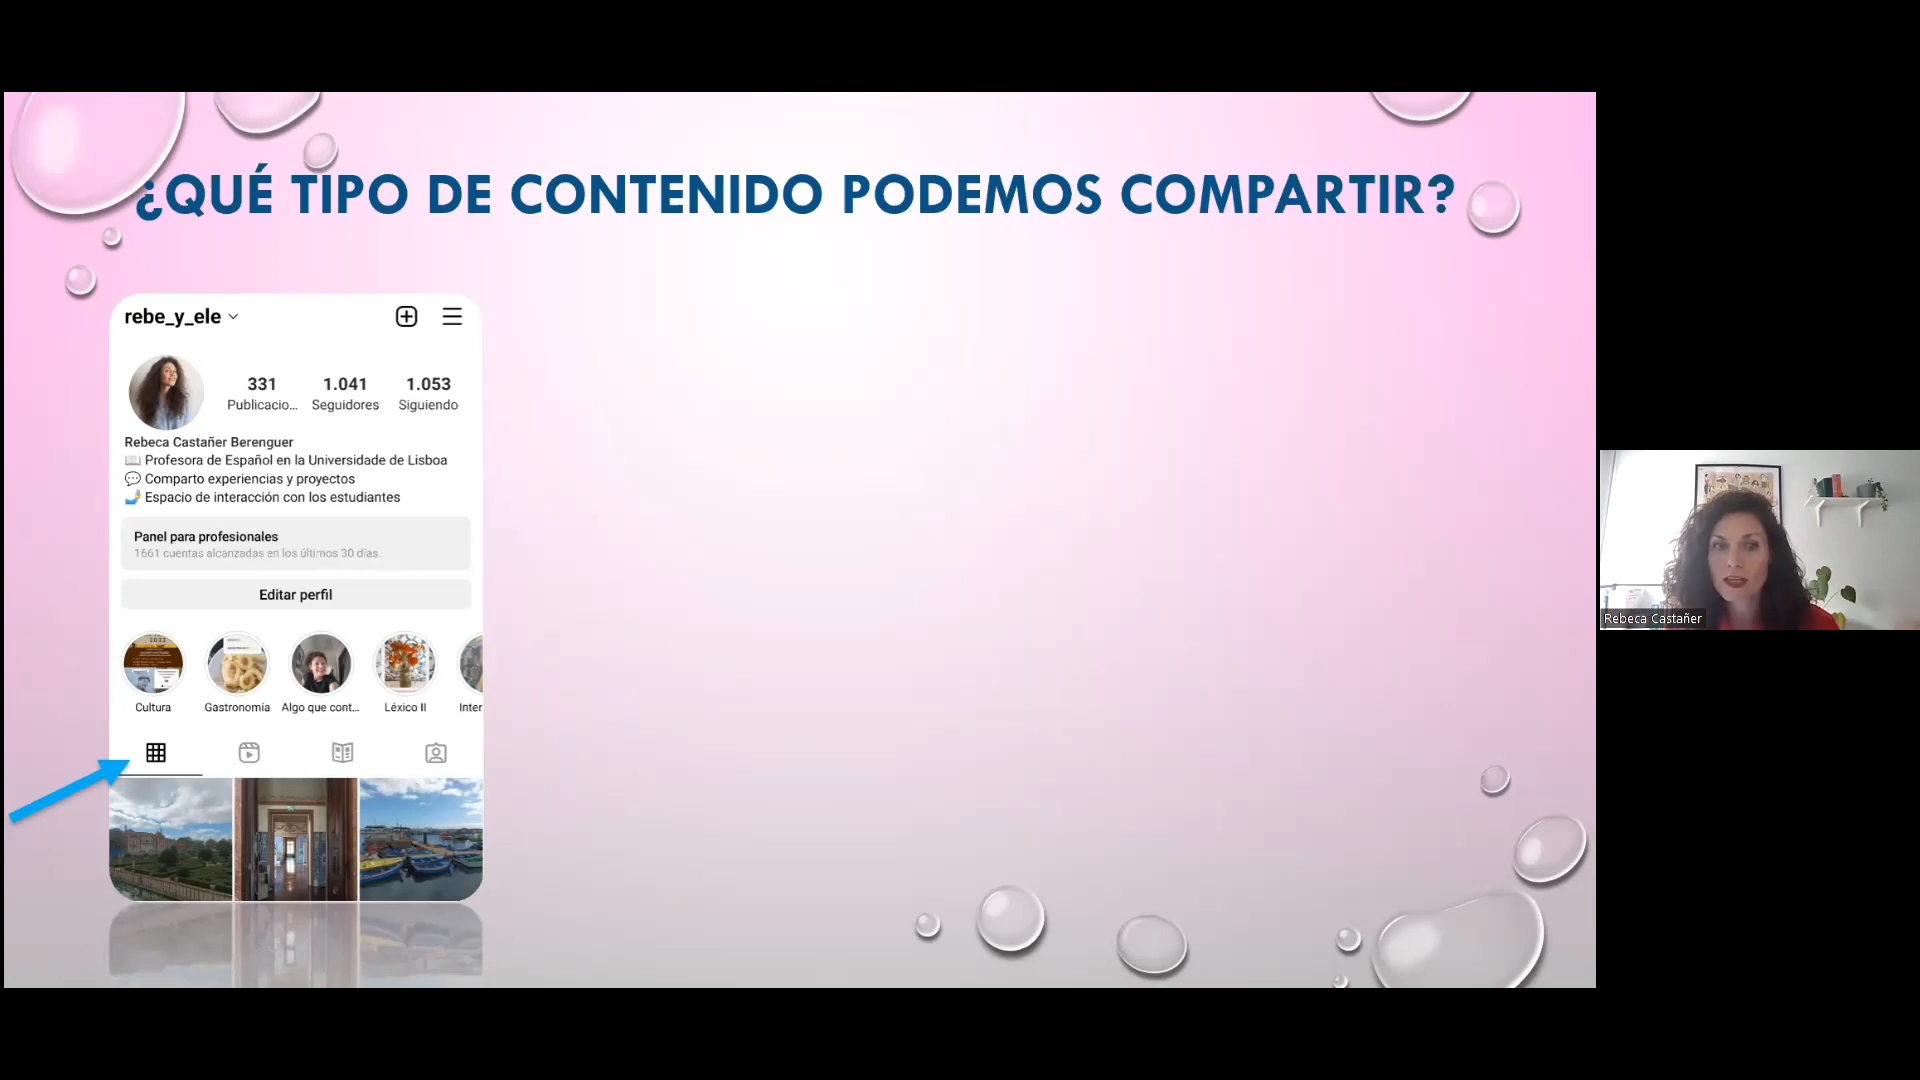 ¿QUÉ TIPO DE CONTENIDO PODEMOS COMPARTIR?
rebe_y_ele
331 1.041 1.053
Publicacio... Seguidores Siguiendo
Rebeca Castañer Berenguer
📖 Profesora de Español en la Universidade de Lisboa
💬 Comparto experiencias y proyectos
🤳 Espacio de interacción con los estudiantes
Panel para profesionales
1661 cuentas alcanzadas en los últimos 30 días.
Editar perfil
2022
Cultura Gastronomía Algo que cont... Léxico II Inter
Rebeca Castañer